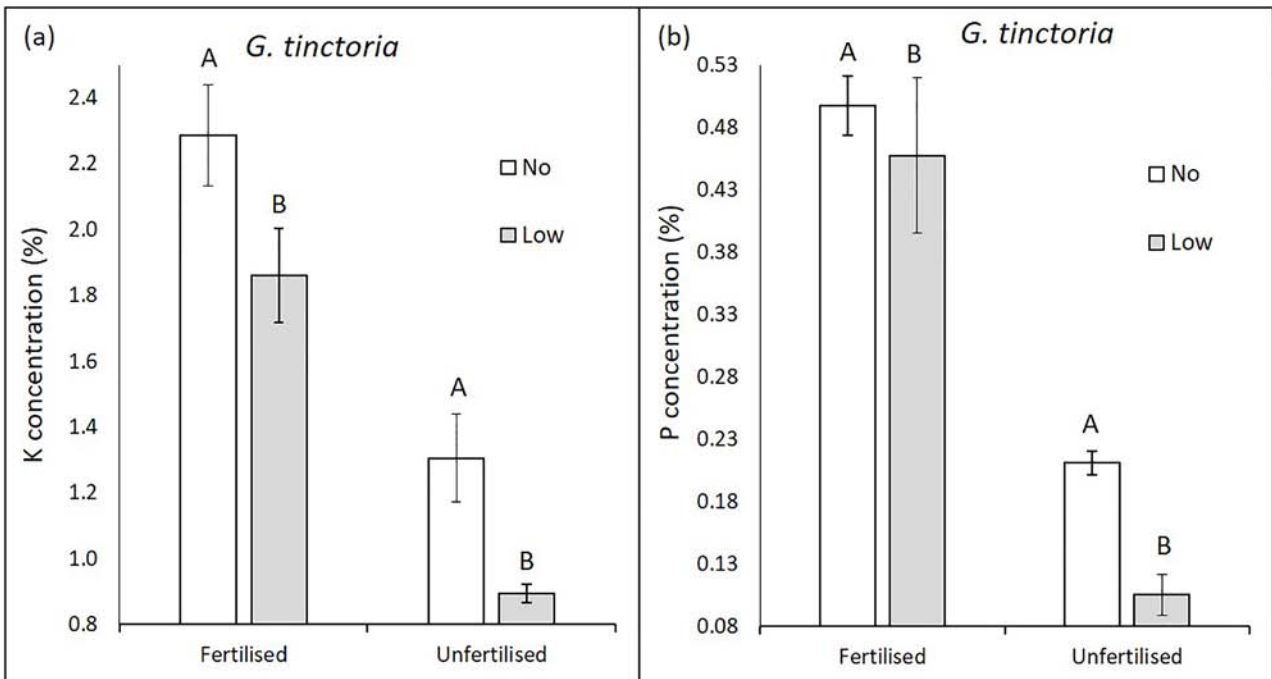 (a)
G. tinctoria
K concentration (%)
2.4
2.2
2.0
1.8
1.6
1.4
1.2
1.0
0.8
A
B
A
B
No
Low
Fertilised
Unfertilised
(b)
G. tinctoria
P concentration (%)
0.53
0.48
0.43
0.38
0.33
0.28
0.23
0.18
0.13
0.08
A
B
A
B
No
Low
Fertilised
Unfertilised